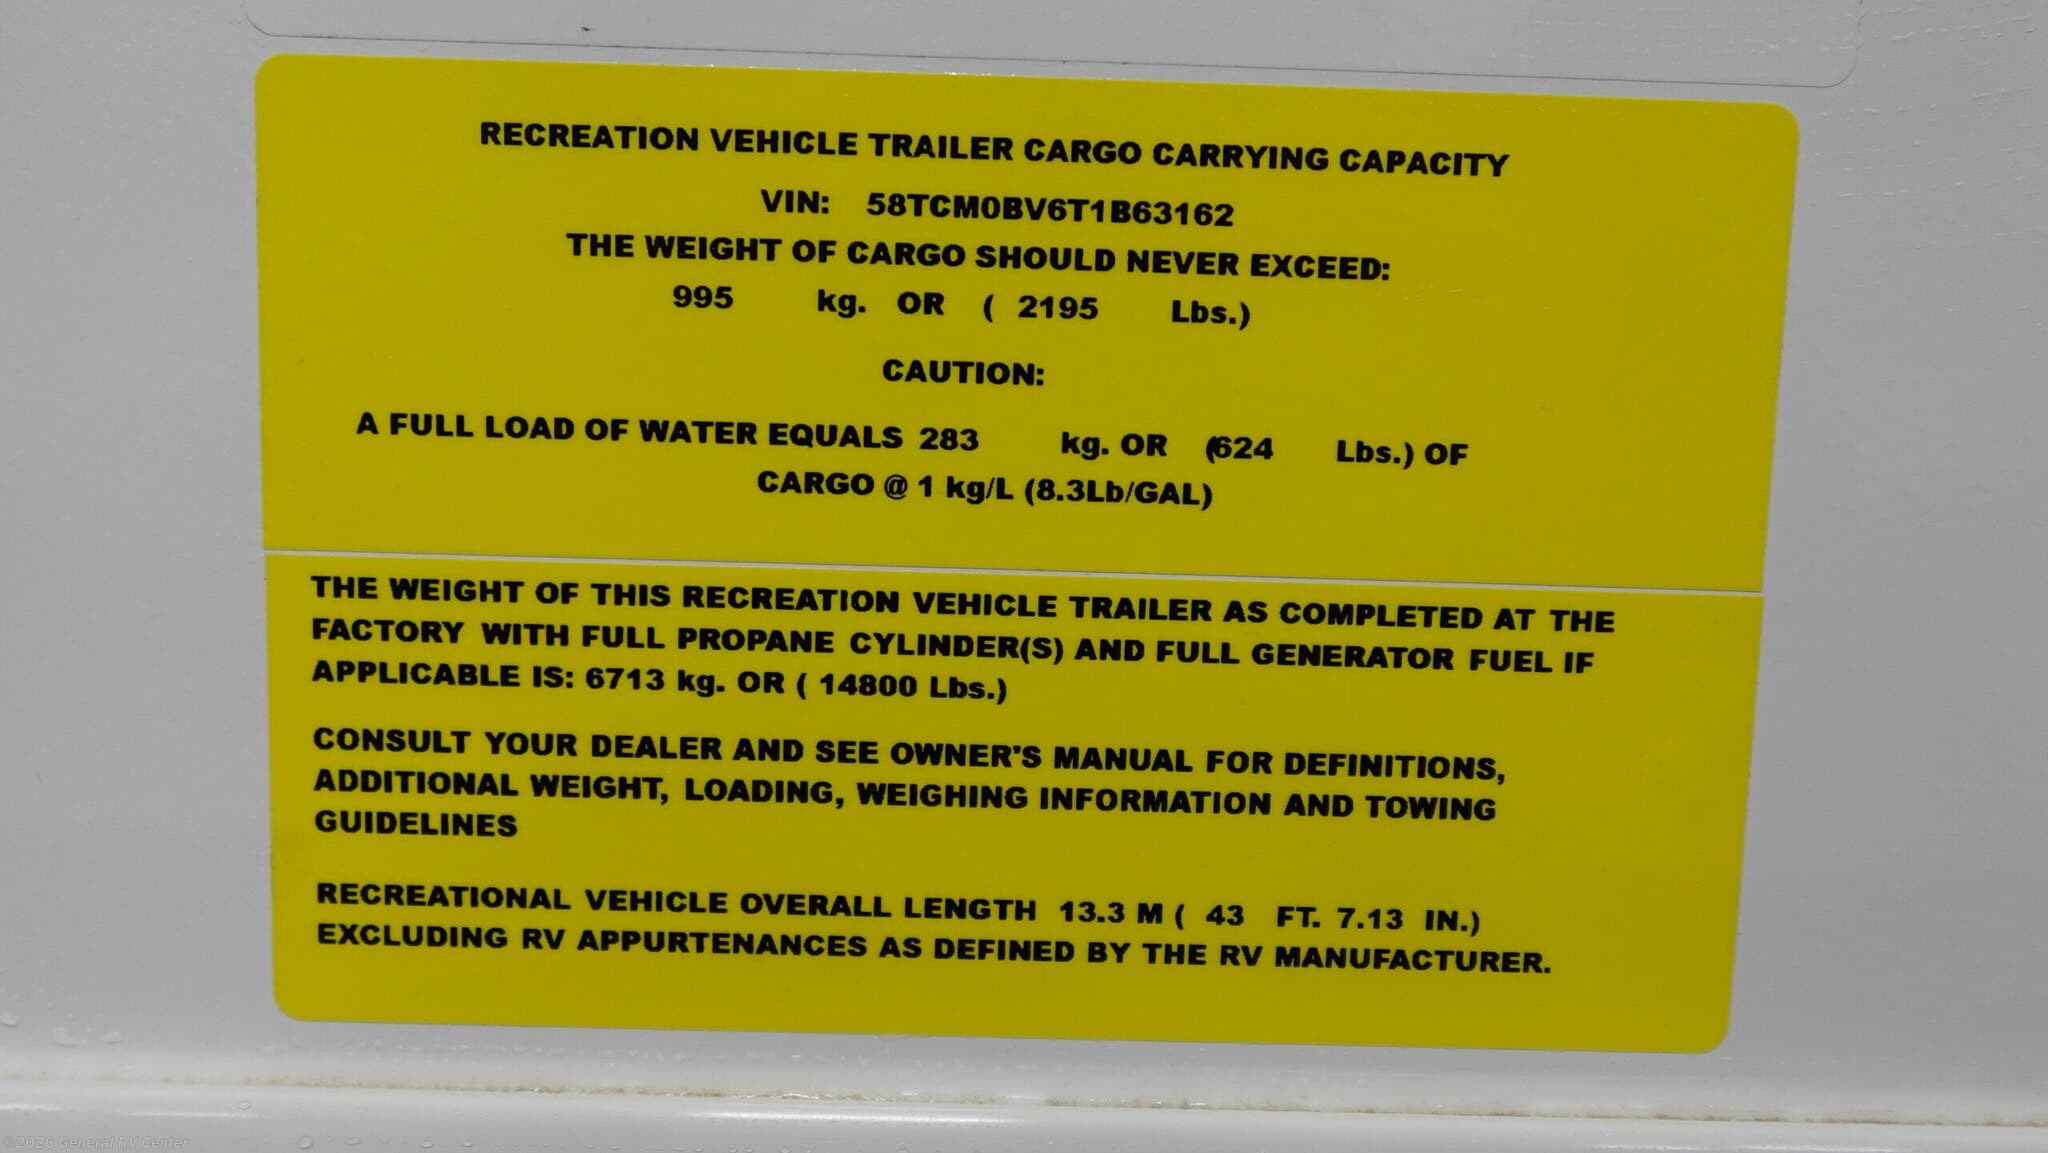 RECREATION VEHICLE TRAILER CARGO CARRYING CAPACITY
VIN: 58TCM0BV6T1B63162
THE WEIGHT OF CARGO SHOULD NEVER EXCEED:
995 kg. OR ( 2195 Lbs.)
CAUTION:
A FULL LOAD OF WATER EQUALS 283 kg. OR (624 Lbs.) OF
CARGO @ 1 kg/L (8.3Lb/GAL)
THE WEIGHT OF THIS RECREATION VEHICLE TRAILER AS COMPLETED AT THE
FACTORY WITH FULL PROPANE CYLINDER(S) AND FULL GENERATOR FUEL IF
APPLICABLE IS: 6713 kg. OR ( 14800 Lbs.)
CONSULT YOUR DEALER AND SEE OWNER'S MANUAL FOR DEFINITIONS,
ADDITIONAL WEIGHT, LOADING, WEIGHING INFORMATION AND TOWING
GUIDELINES
RECREATIONAL VEHICLE OVERALL LENGTH 13.3 M ( 43 FT. 7.13 IN.)
EXCLUDING RV APPURTENANCES AS DEFINED BY THE RV MANUFACTURER.
©2025 General RV Center